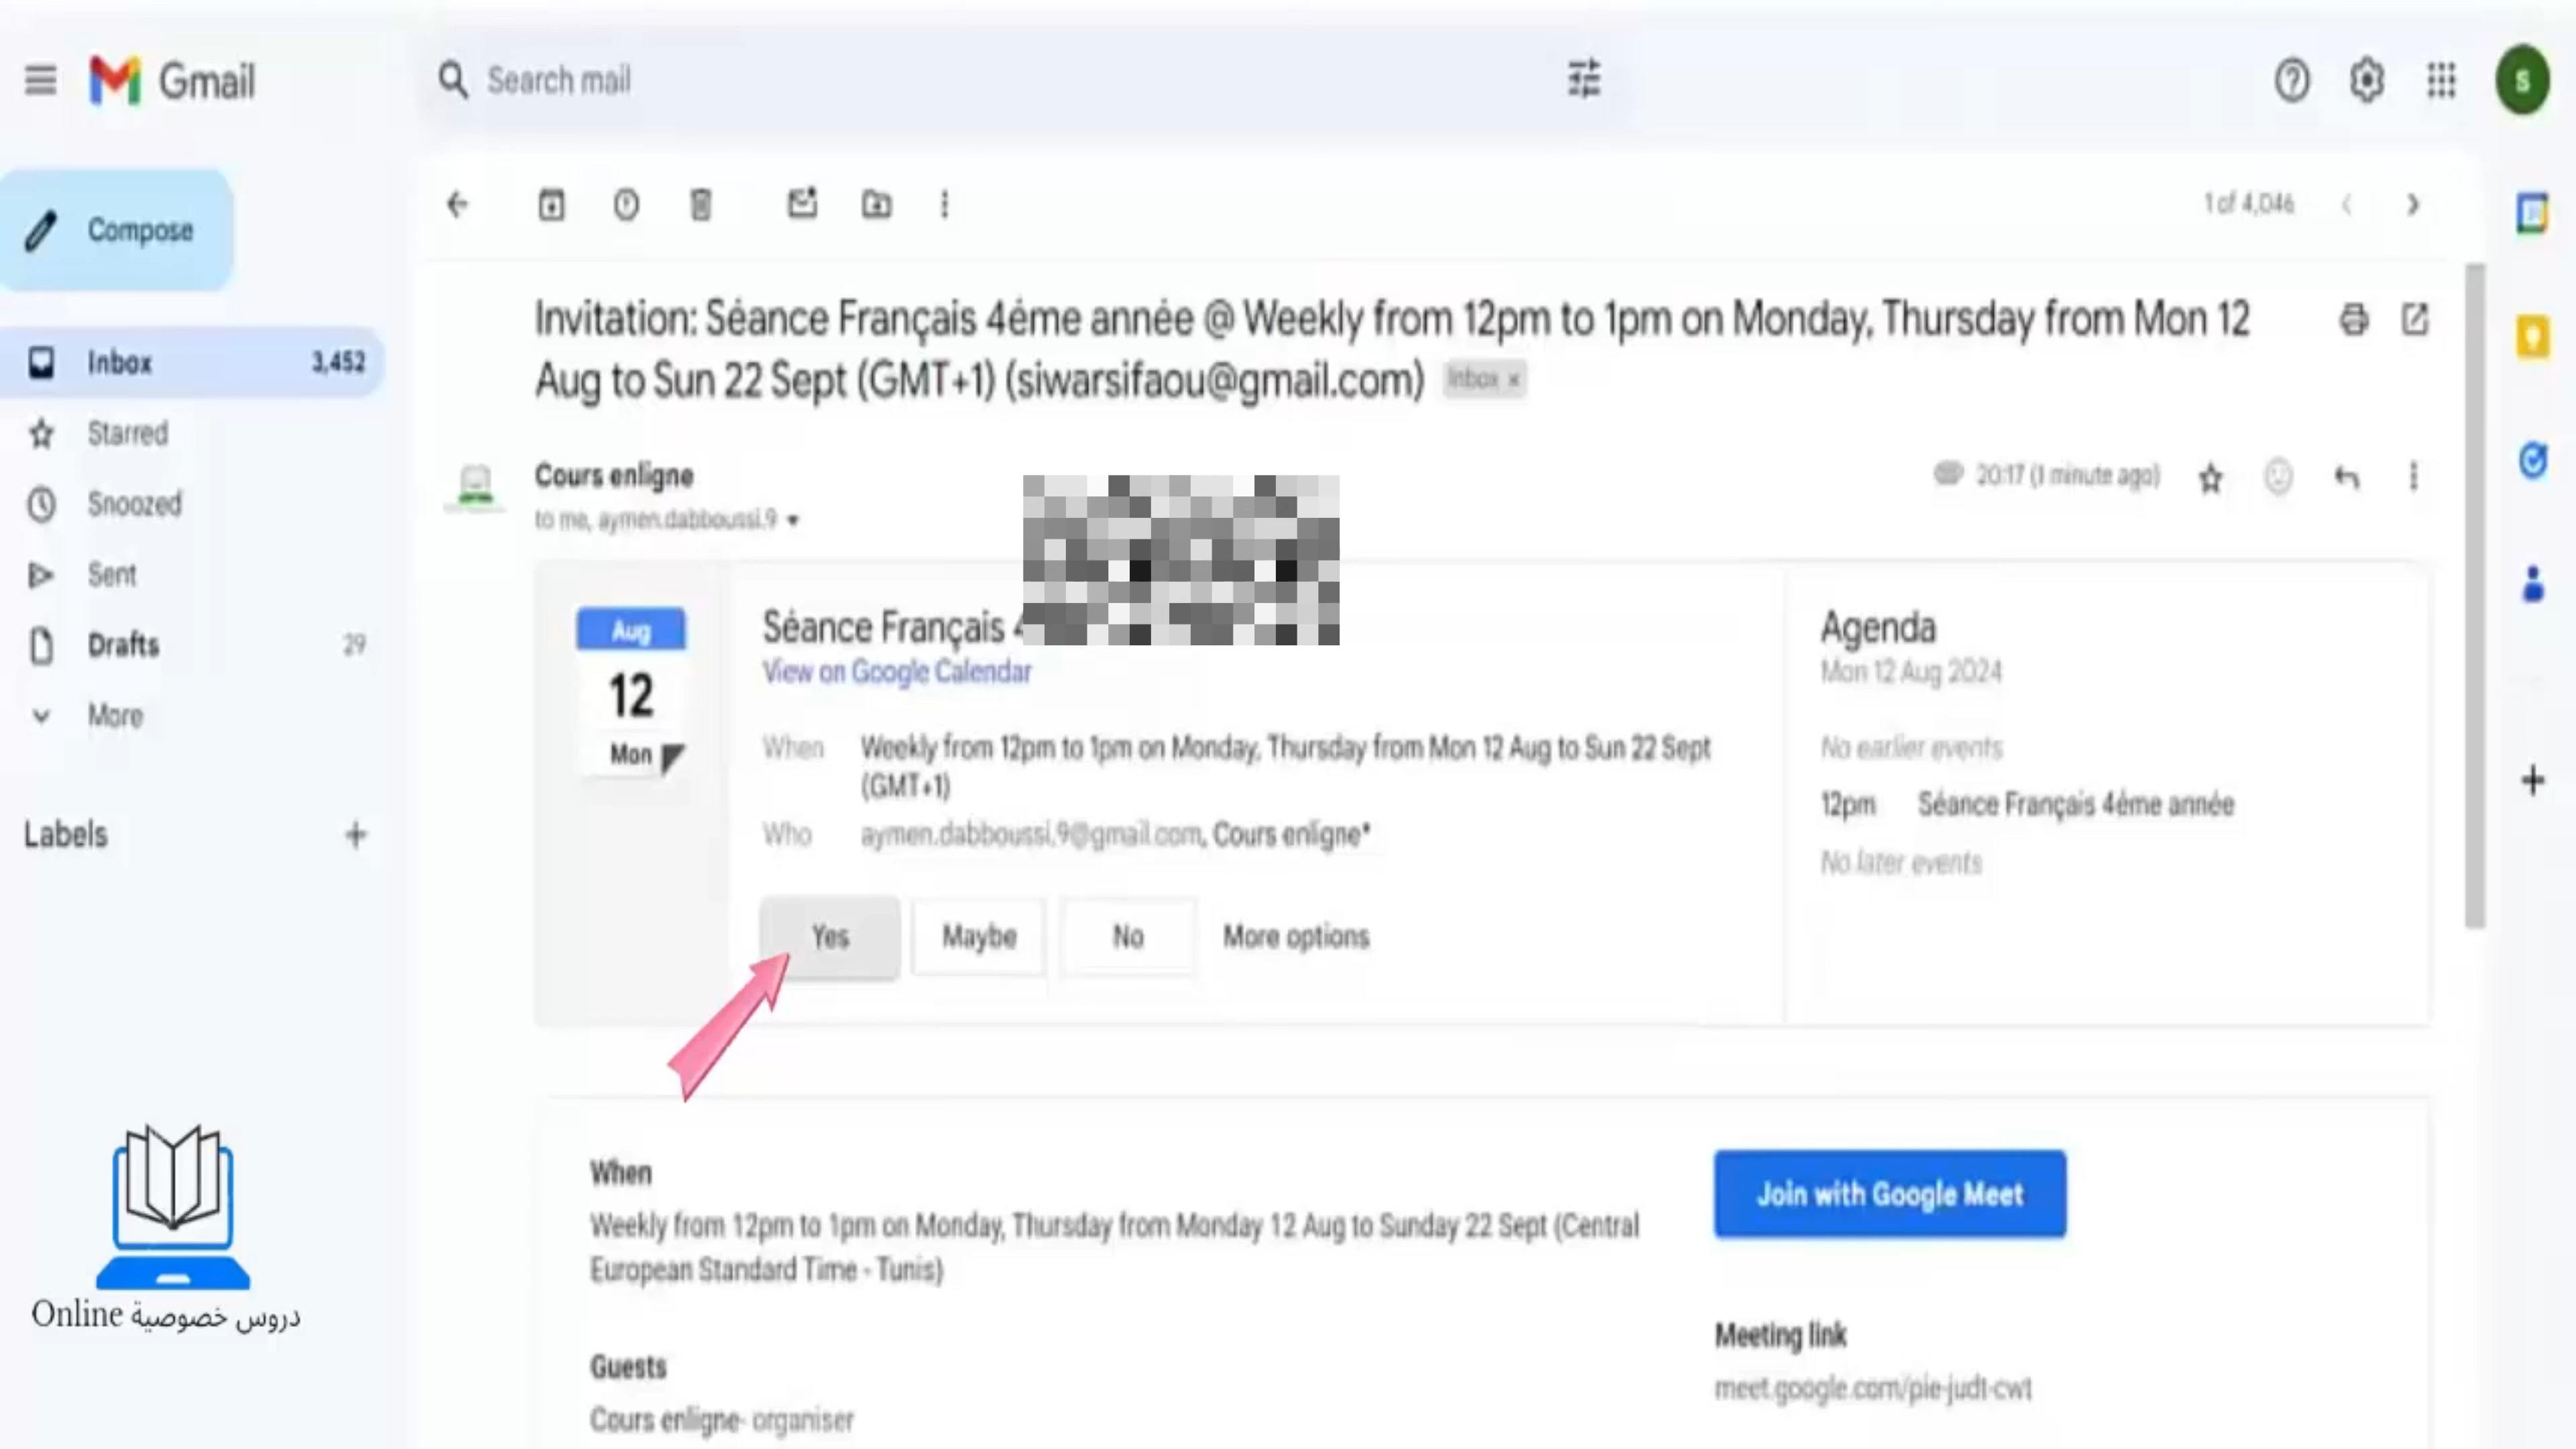 Gmail
Search mail
S
Compose
1 of 4,046
Invitation: Séance Français 4ème année @ Weekly from 12pm to 1pm on Monday, Thursday from Mon 12
Aug to Sun 22 Sept (GMT+1) (siwarsifaou@gmail.com) Inbox x
Inbox 3,452
Starred
Snoozed
Sent
Drafts 29
More
Labels
Cours enligne
20:17 (1 minute ago)
to me, aymen.dabboussi.9
Aug
12
Mon
Séance Français
View on Google Calendar
When Weekly from 12pm to 1pm on Monday, Thursday from Mon 12 Aug to Sun 22 Sept
(GMT+1)
Who aymen.dabboussi.9@gmail.com, Cours enligne*
Yes Maybe No More options
Agenda
Mon 12 Aug 2024
No earlier events
12pm Séance Français 4ème année
No later events
When
Weekly from 12pm to 1pm on Monday, Thursday from Monday 12 Aug to Sunday 22 Sept (Central
European Standard Time - Tunis)
Guests
Cours enligne- organiser
Join with Google Meet
Meeting link
meet.google.com/pie-judt-cwt
دروس خصوصية Online